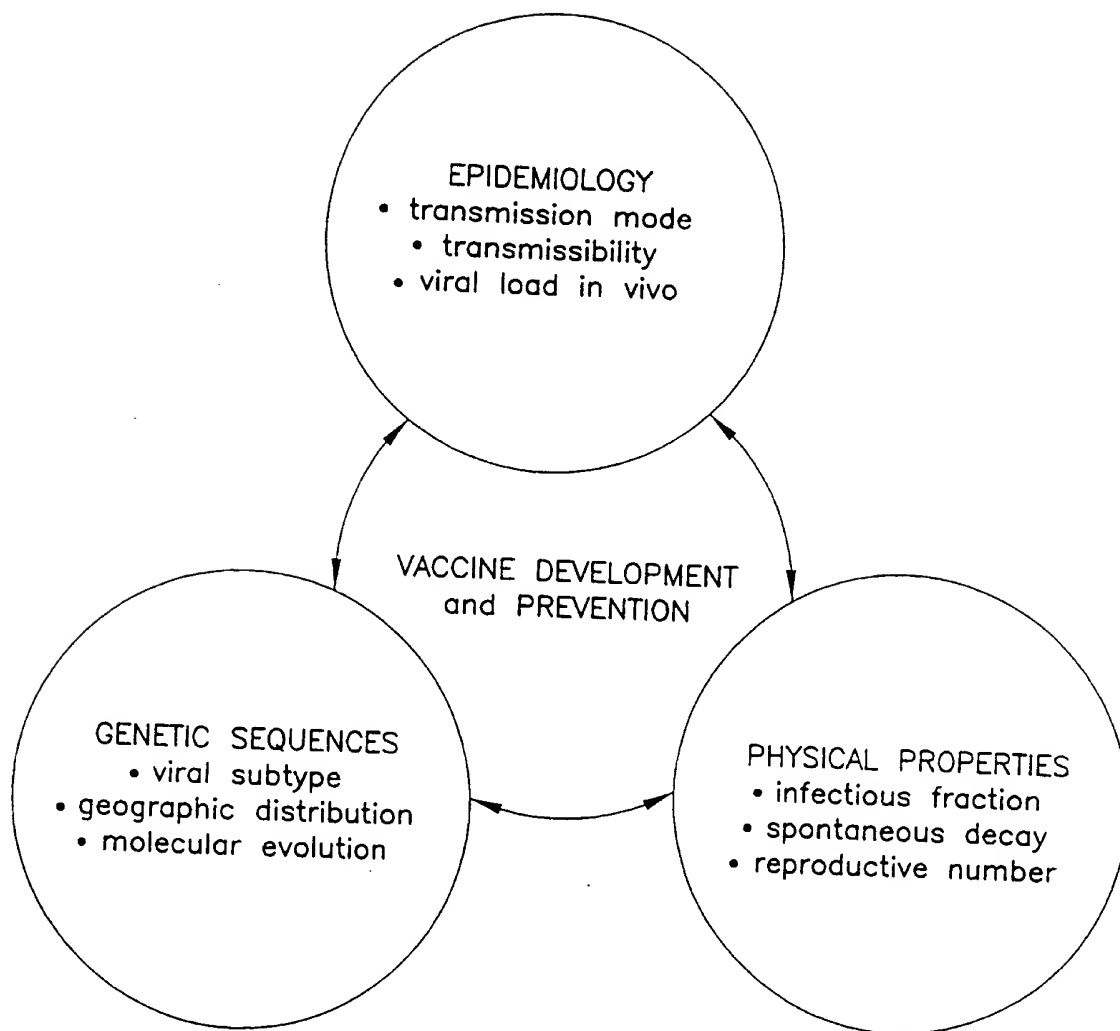 EPIDEMIOLOGY
• transmission mode
• transmissibility
• viral load in vivo
VACCINE DEVELOPMENT
and PREVENTION
GENETIC SEQUENCES
• viral subtype
• geographic distribution
• molecular evolution
PHYSICAL PROPERTIES
• infectious fraction
• spontaneous decay
• reproductive number